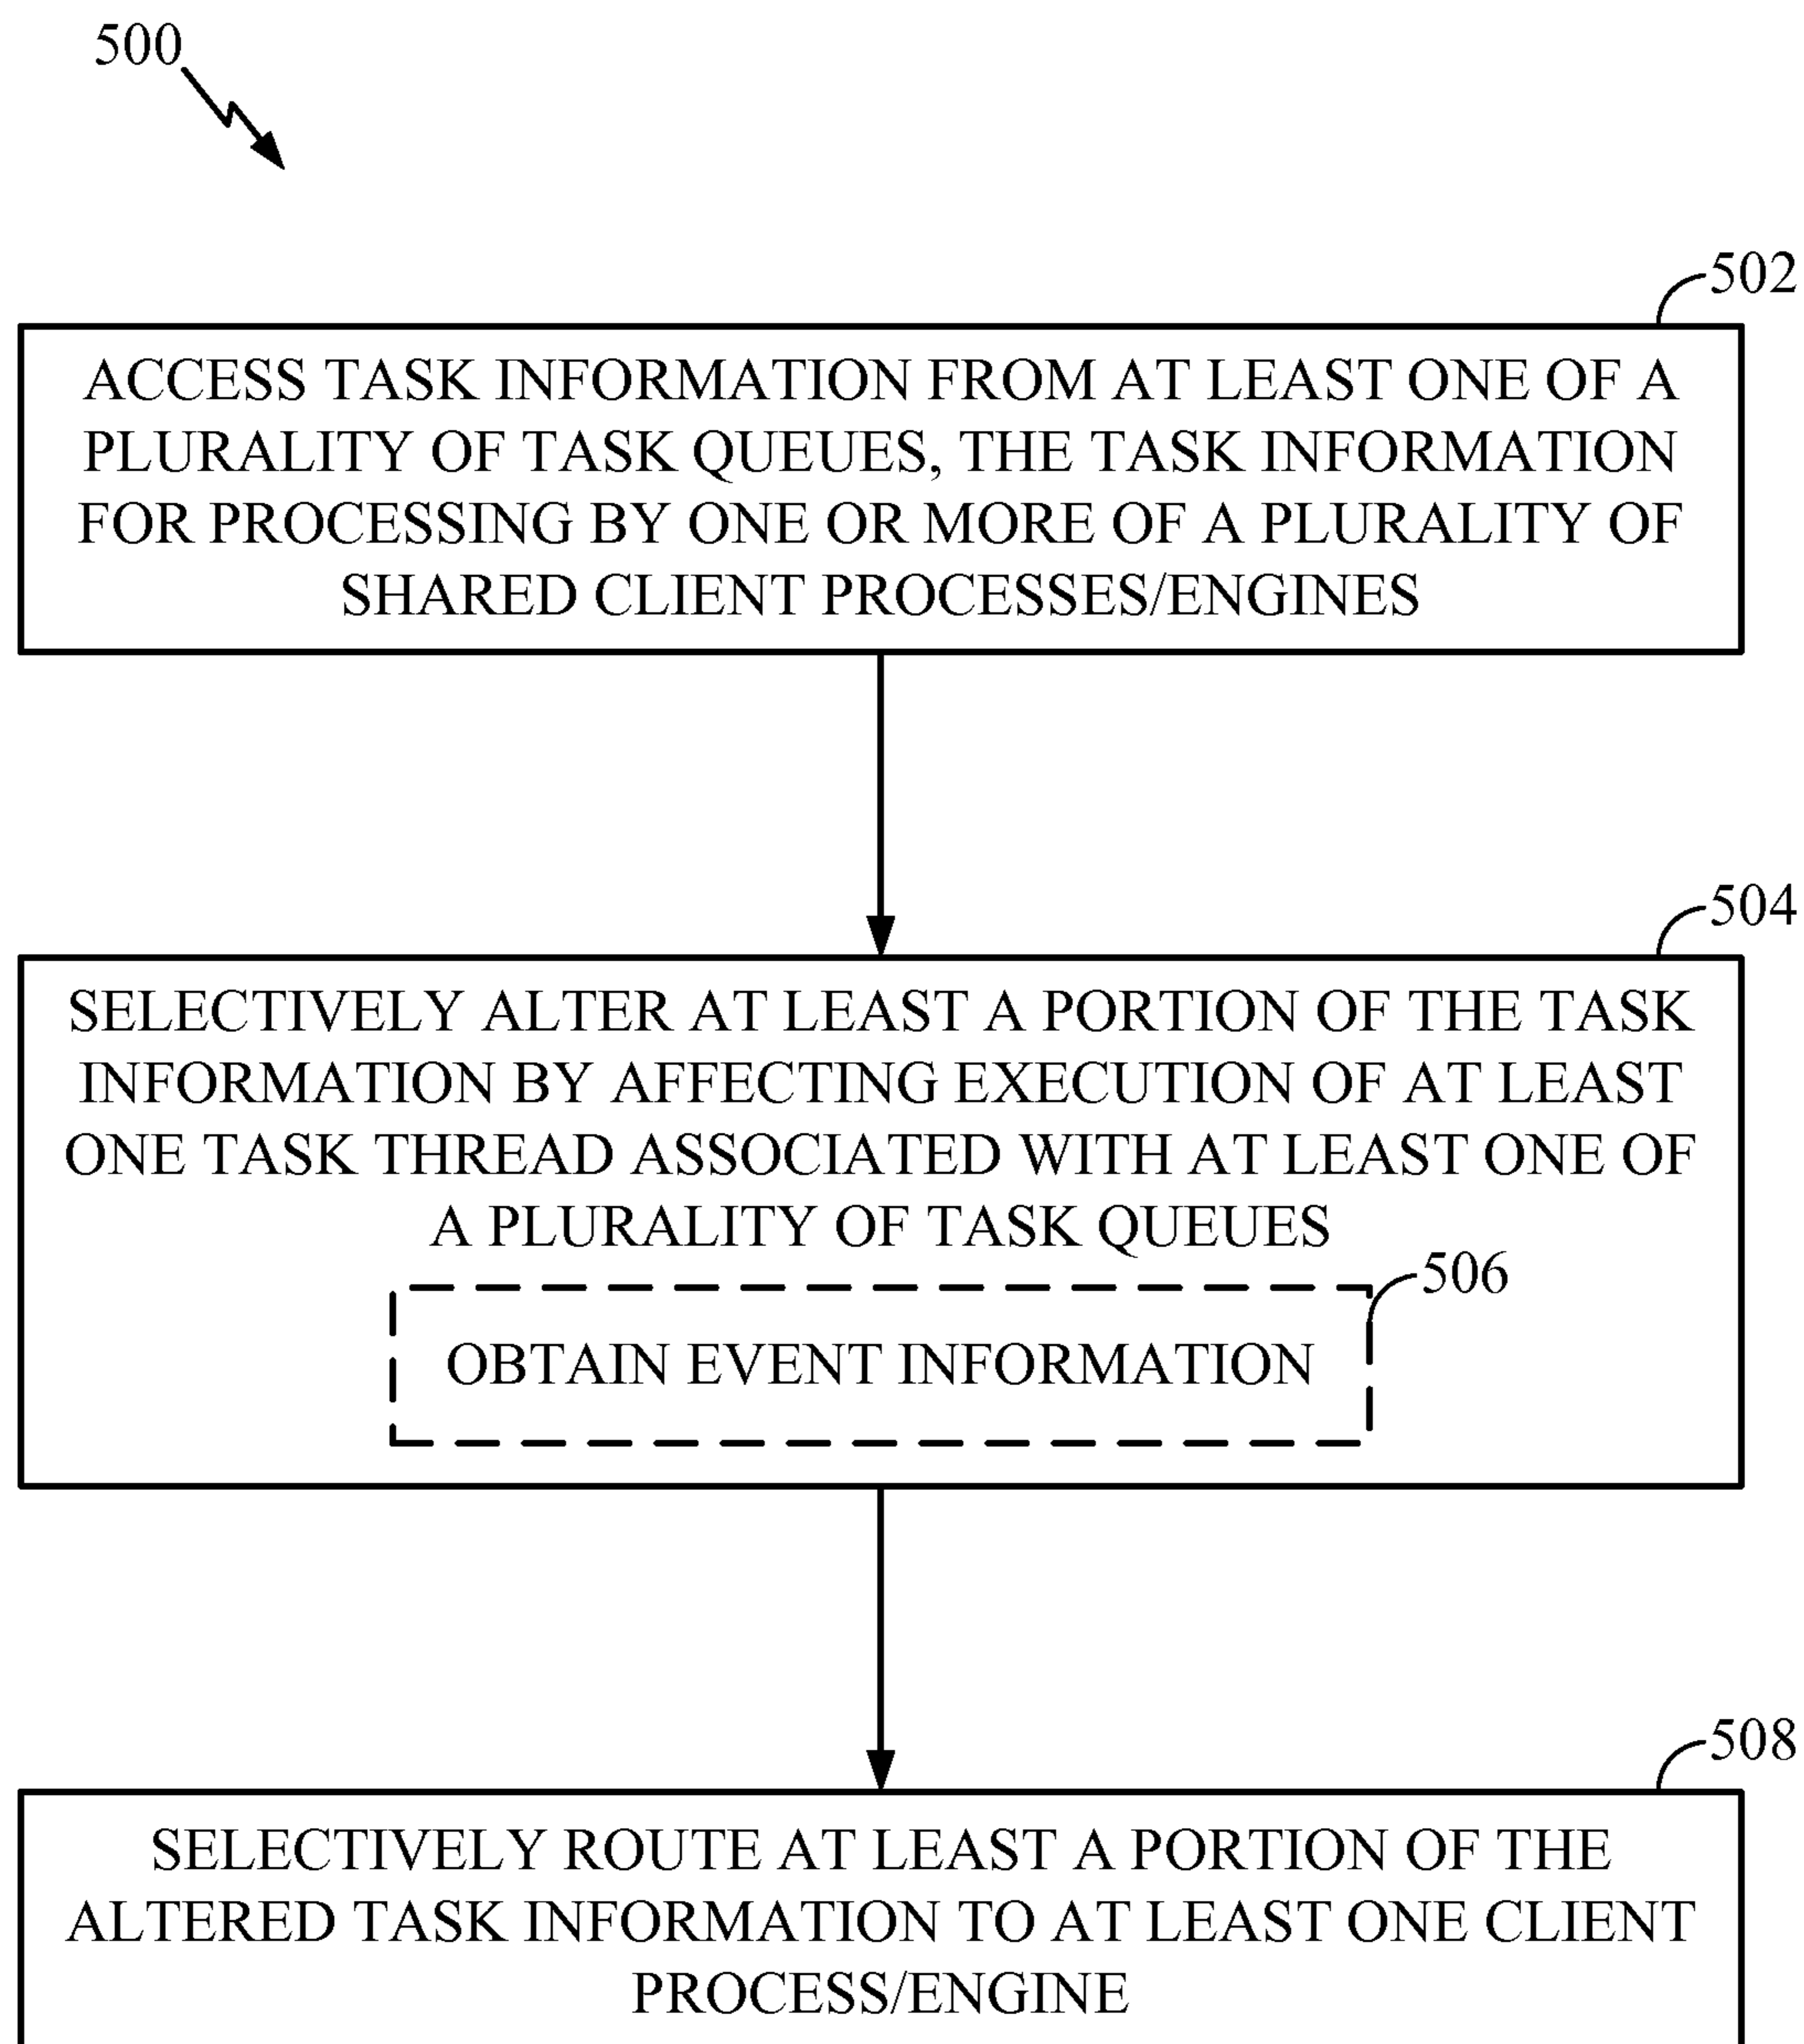 500
502
ACCESS TASK INFORMATION FROM AT LEAST ONE OF A
PLURALITY OF TASK QUEUES, THE TASK INFORMATION
FOR PROCESSING BY ONE OR MORE OF A PLURALITY OF
SHARED CLIENT PROCESSES/ENGINES
504
SELECTIVELY ALTER AT LEAST A PORTION OF THE TASK
INFORMATION BY AFFECTING EXECUTION OF AT LEAST
ONE TASK THREAD ASSOCIATED WITH AT LEAST ONE OF
A PLURALITY OF TASK QUEUES
506
OBTAIN EVENT INFORMATION
508
SELECTIVELY ROUTE AT LEAST A PORTION OF THE
ALTERED TASK INFORMATION TO AT LEAST ONE CLIENT
PROCESS/ENGINE